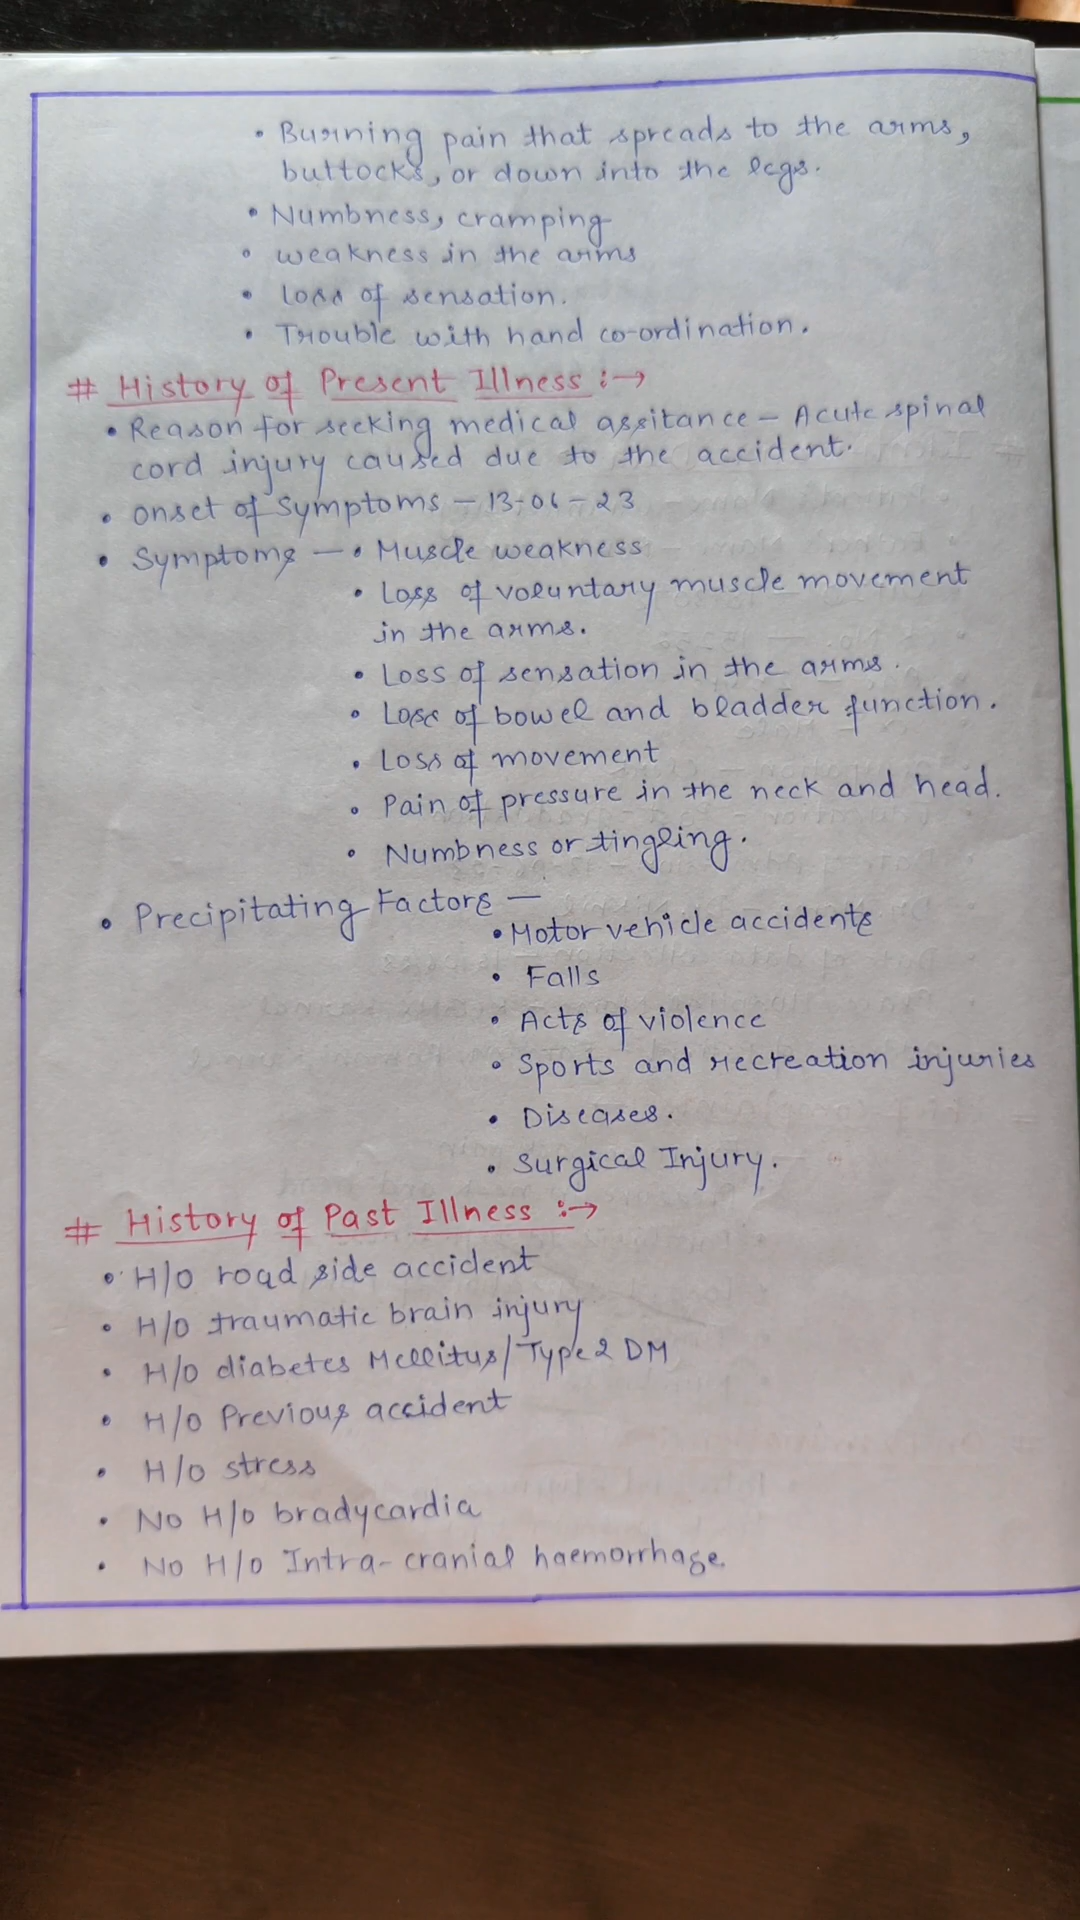 • Burning pain that spreads to the arms,
buttocks, or down into the legs.
• Numbness, cramping
• weakness in the arms
• loss of sensation.
• Trouble with hand co-ordination.
# History of Present Illness :→
• Reason for seeking medical assitance – Acute spinal
cord injury caused due to the accident.
• onset of Symptoms – 13-06-23
• Symptoms — • Muscle weakness
• Loss of voluntary muscle movement
in the arms.
• Loss of sensation in the arms.
• Loss of bowel and bladder function.
• Loss of movement
• Pain of pressure in the neck and head.
• Numbness or tingling.
• Precipitating Factors —
• Motor vehicle accidents
• Falls
• Acts of violence
• Sports and recreation injuries
• Diseases.
• Surgical Injury.
# History of Past Illness :→
• H/O road side accident
• H/O traumatic brain injury
• H/O diabetes Mellitus/Type 2 DM
• H/O Previous accident
• H/O stress
• No H/O bradycardia
• No H/O Intra-cranial haemorrhage.